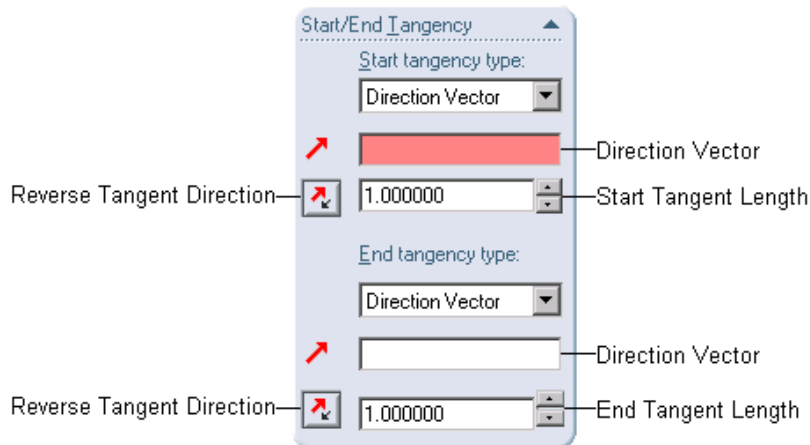 Start/End Tangency
Start tangency type:
Direction Vector
Direction Vector
Reverse Tangent Direction
1.000000
Start Tangent Length
End tangency type:
Direction Vector
Direction Vector
Reverse Tangent Direction
1.000000
End Tangent Length